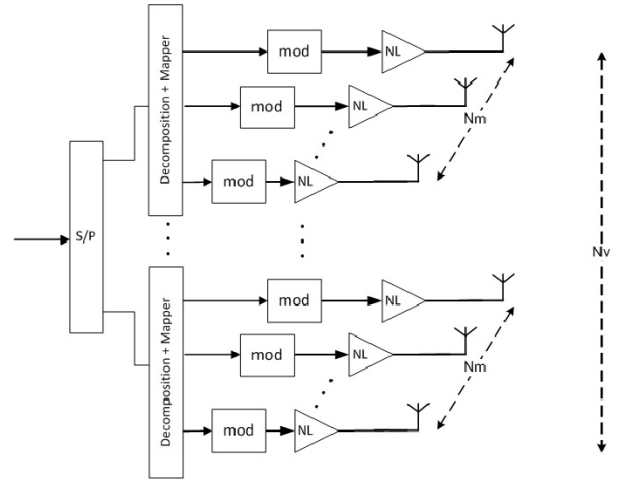 S/P
Decomposition + Mapper
mod
NL
mod
NL
Nm
mod
NL
Nv
Decomposition + Mapper
mod
NL
mod
NL
Nm
mod
NL